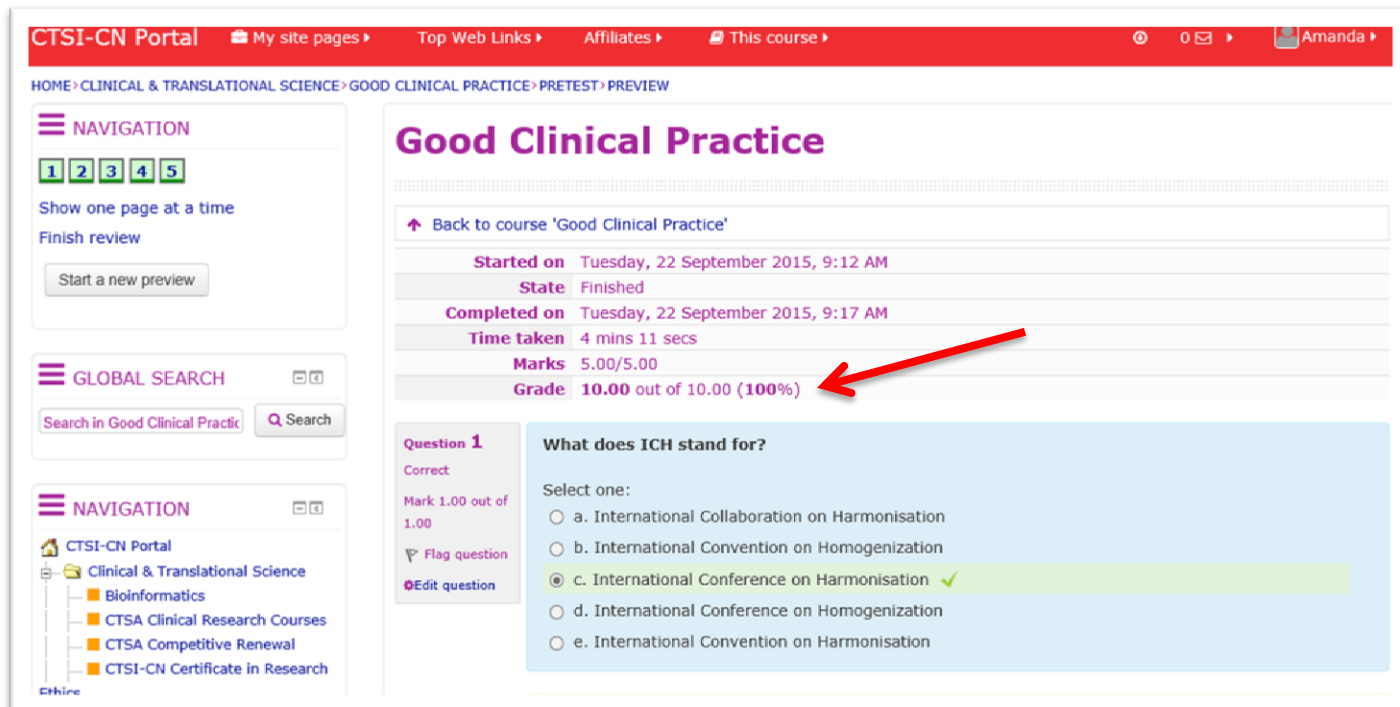 CTSI-CN Portal My site pages Top Web Links Affiliates This course 0 Amanda
HOME›CLINICAL & TRANSLATIONAL SCIENCE›GOOD CLINICAL PRACTICE›PRETEST›PREVIEW
NAVIGATION
1 2 3 4 5
Show one page at a time
Finish review
Start a new preview
GLOBAL SEARCH
Search in Good Clinical Practic Search
NAVIGATION
CTSI-CN Portal
Clinical & Translational Science
Bioinformatics
CTSA Clinical Research Courses
CTSA Competitive Renewal
CTSI-CN Certificate in Research
Ethics
Good Clinical Practice
Back to course 'Good Clinical Practice'
Started on Tuesday, 22 September 2015, 9:12 AM
State Finished
Completed on Tuesday, 22 September 2015, 9:17 AM
Time taken 4 mins 11 secs
Marks 5.00/5.00
Grade 10.00 out of 10.00 (100%)
Question 1
Correct
Mark 1.00 out of
1.00
Flag question
Edit question
What does ICH stand for?
Select one:
a. International Collaboration on Harmonisation
b. International Convention on Homogenization
c. International Conference on Harmonisation
d. International Conference on Homogenization
e. International Convention on Harmonisation